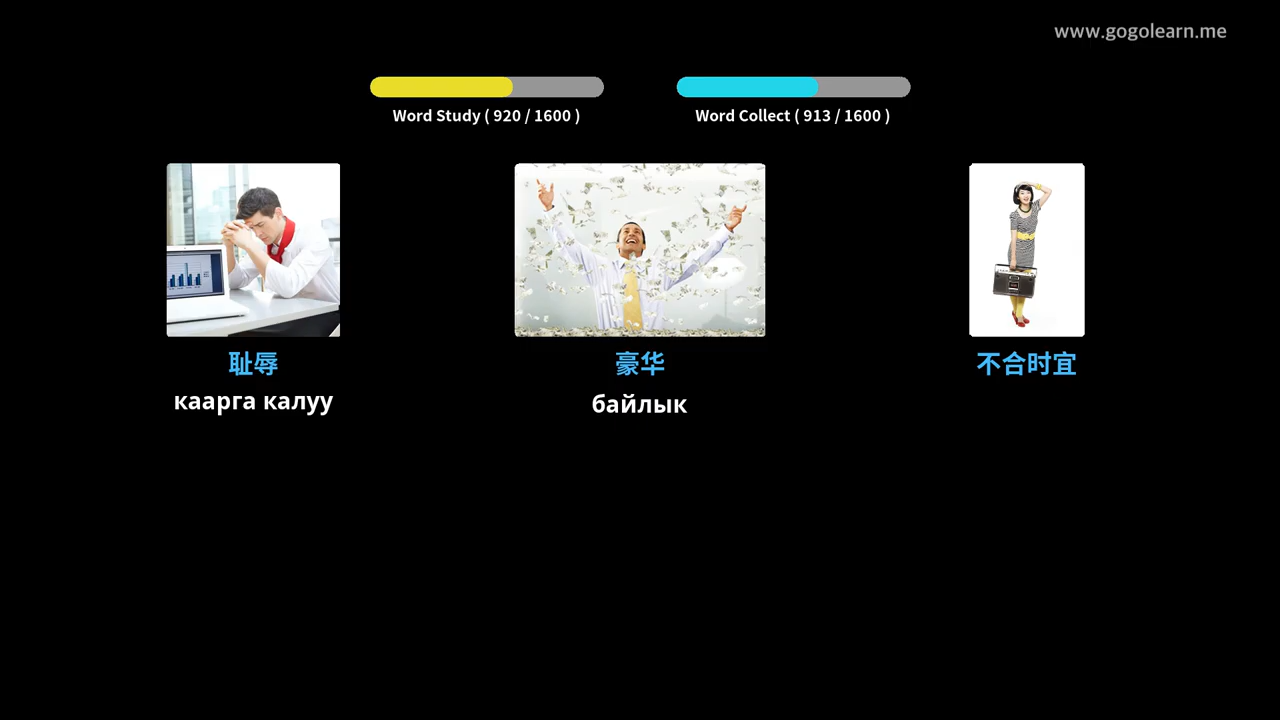 www.gogolearn.me
Word Study ( 920 / 1600 )
Word Collect ( 913 / 1600 )
耻辱
豪华
不合时宜
каарга калуу
байлык